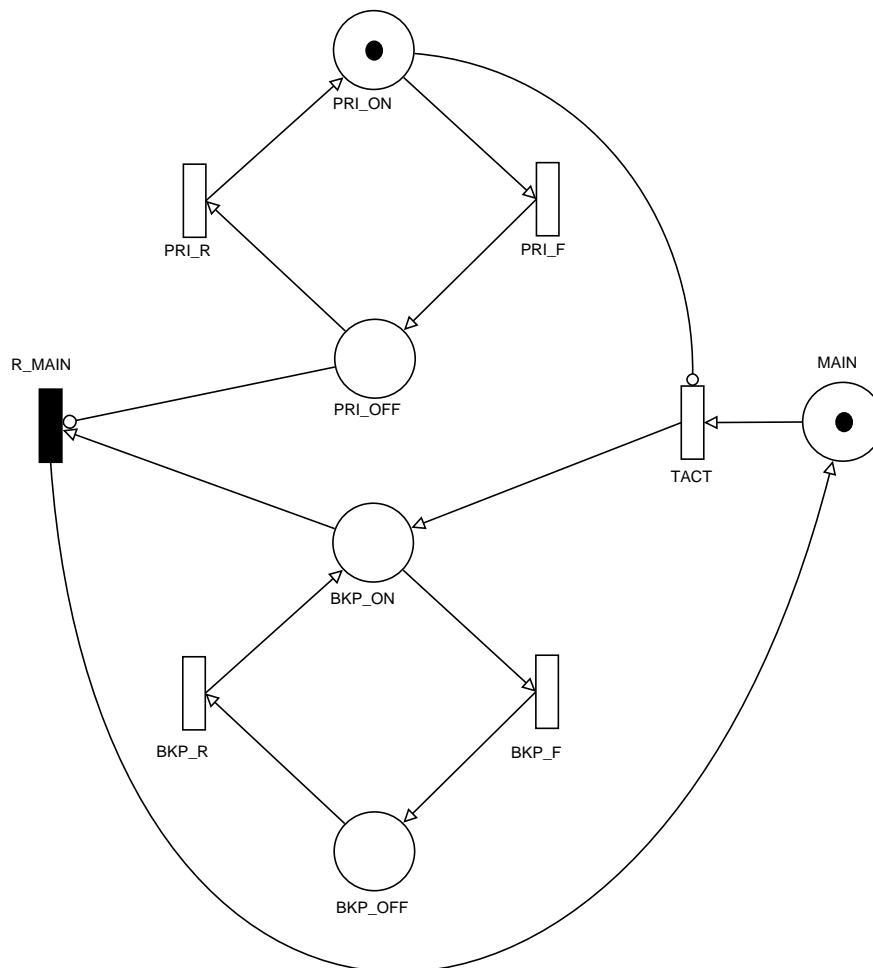 PRI_ON
PRI_R
PRI_F
R_MAIN
MAIN
PRI_OFF
TACT
BKP_ON
BKP_R
BKP_F
BKP_OFF